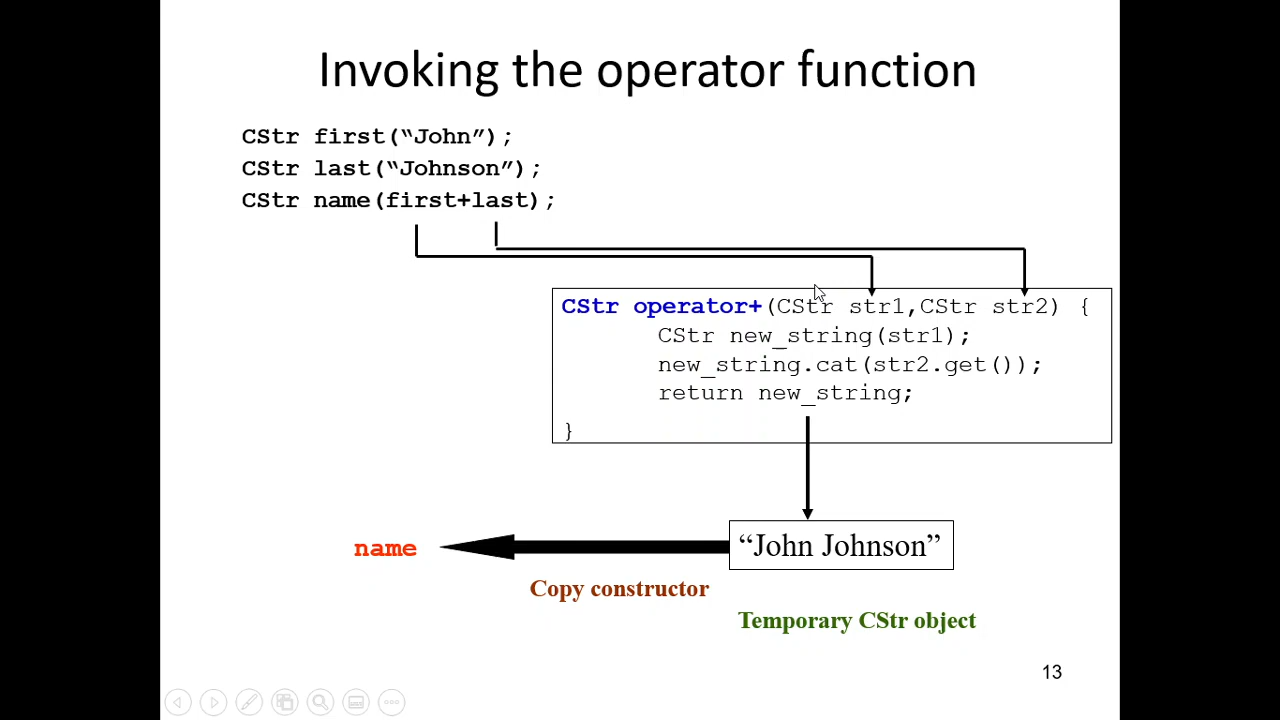 Invoking the operator function
CStr first(“John”);
CStr last(“Johnson”);
CStr name(first+last);
CStr operator+(CStr str1,CStr str2) {
CStr new_string(str1);
new_string.cat(str2.get());
return new_string;
}
name
“John Johnson”
Copy constructor
Temporary CStr object
13